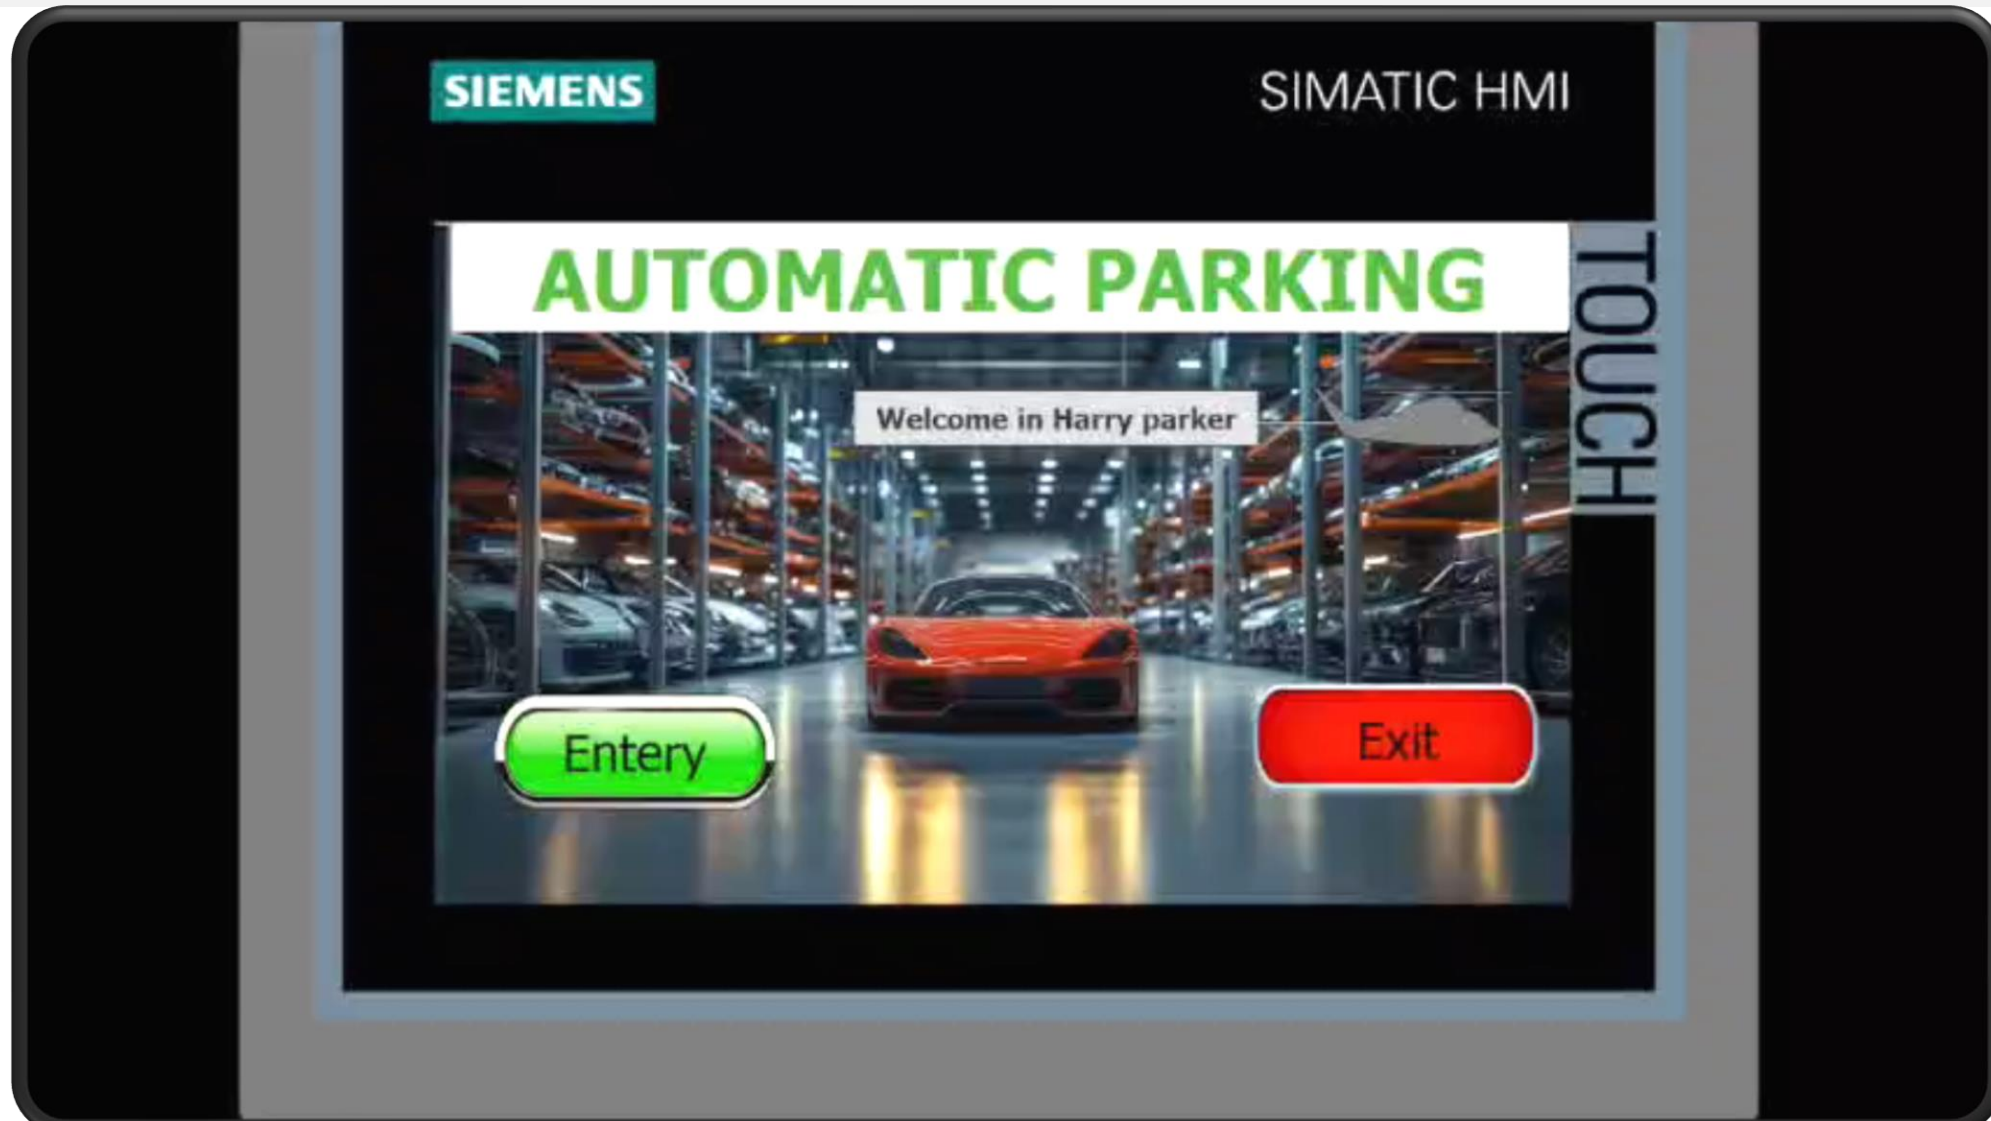 SIEMENS
SIMATIC HMI
AUTOMATIC PARKING
TOUCH
Welcome in Harry parker
Entery
Exit